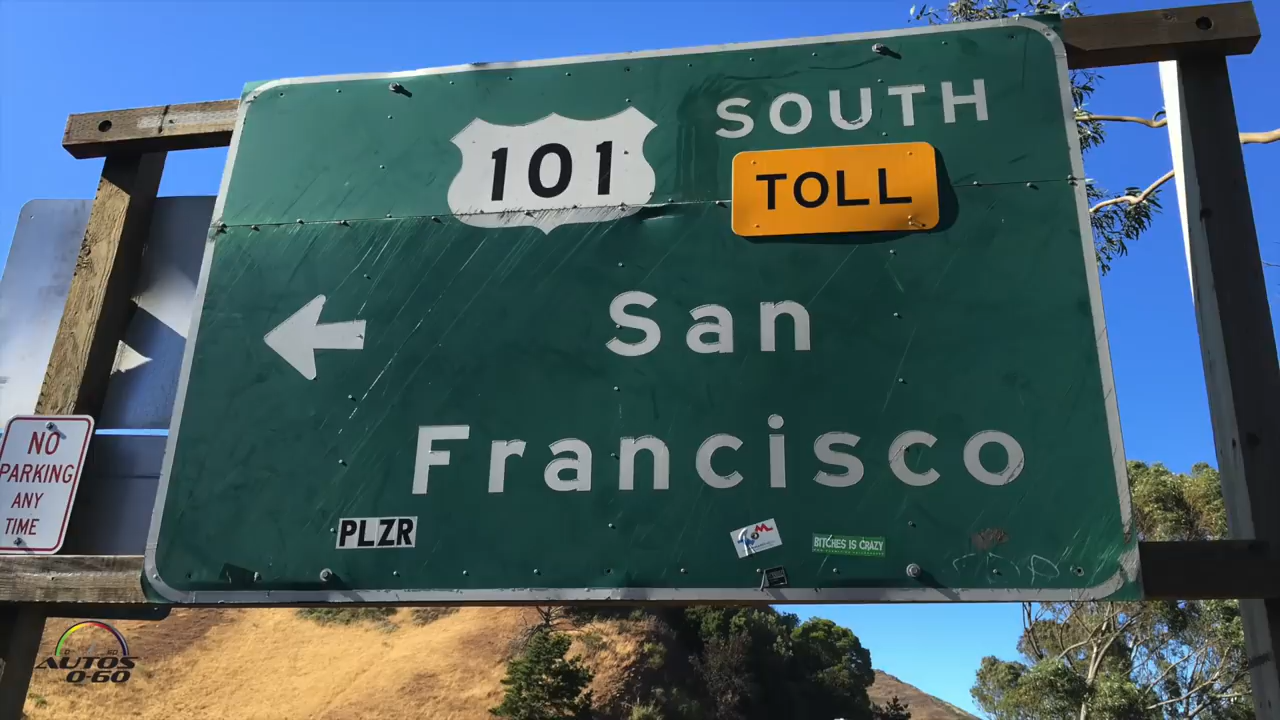 SOUTH
101
TOLL
San
Francisco
NO
PARKING
ANY
TIME
PLZR
BITCHES IS CRAZY
AUTOS
0-60